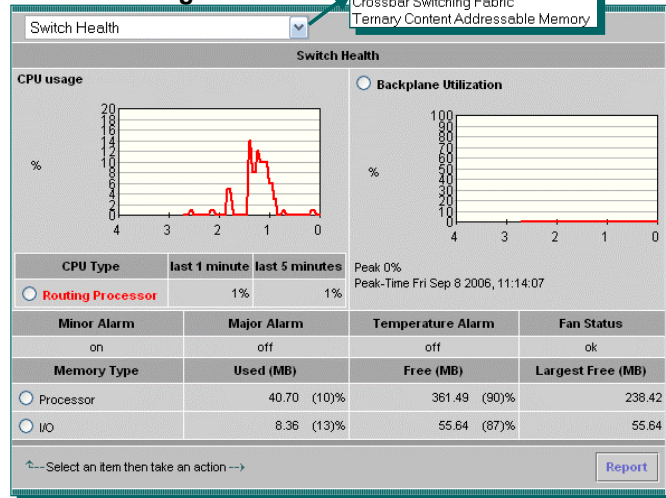 Crossbar Switching Fabric
Ternary Content Addressable Memory
Switch Health
Switch Health
CPU usage
20
18
16
14
12
10
8
6
4
2
0
%
4 3 2 1 0
Backplane Utilization
100
90
80
70
60
50
40
30
20
10
0
%
4 3 2 1 0
CPU Type last 1 minute last 5 minutes
Routing Processor 1% 1%
Peak 0%
Peak-Time Fri Sep 8 2006, 11:14:07
Minor Alarm Major Alarm Temperature Alarm Fan Status
on off off ok
Memory Type Used (MB) Free (MB) Largest Free (MB)
Processor 40.70 (10)% 361.49 (90)% 238.42
I/O 8.36 (13)% 55.64 (87)% 55.64
Select an item then take an action -->
Report